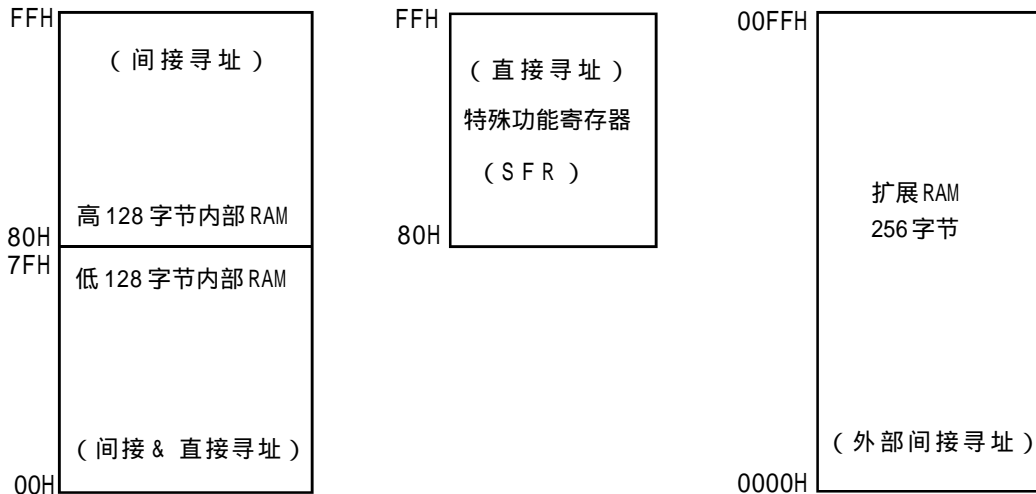 FFH
(间接寻址)
高128字节内部RAM
80H
7FH
低128字节内部RAM
(间接& 直接寻址)
00H
FFH
(直接寻址)
特殊功能寄存器
(SFR)
80H
00FFH
扩展RAM
256字节
(外部间接寻址)
0000H